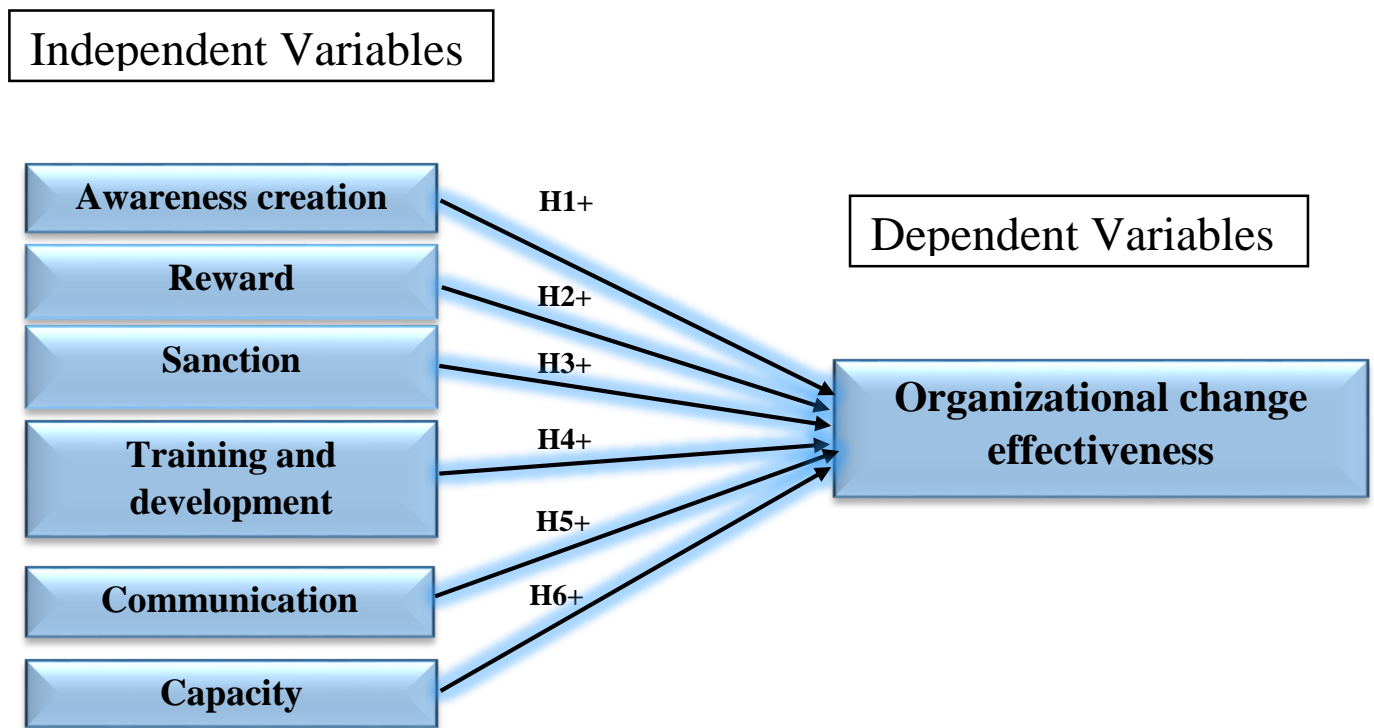 Independent Variables
Awareness creation
H1+
Dependent Variables
Reward
H2+
Sanction
H3+
Organizational change
effectiveness
Training and
development
H4+
H5+
Communication
H6+
Capacity